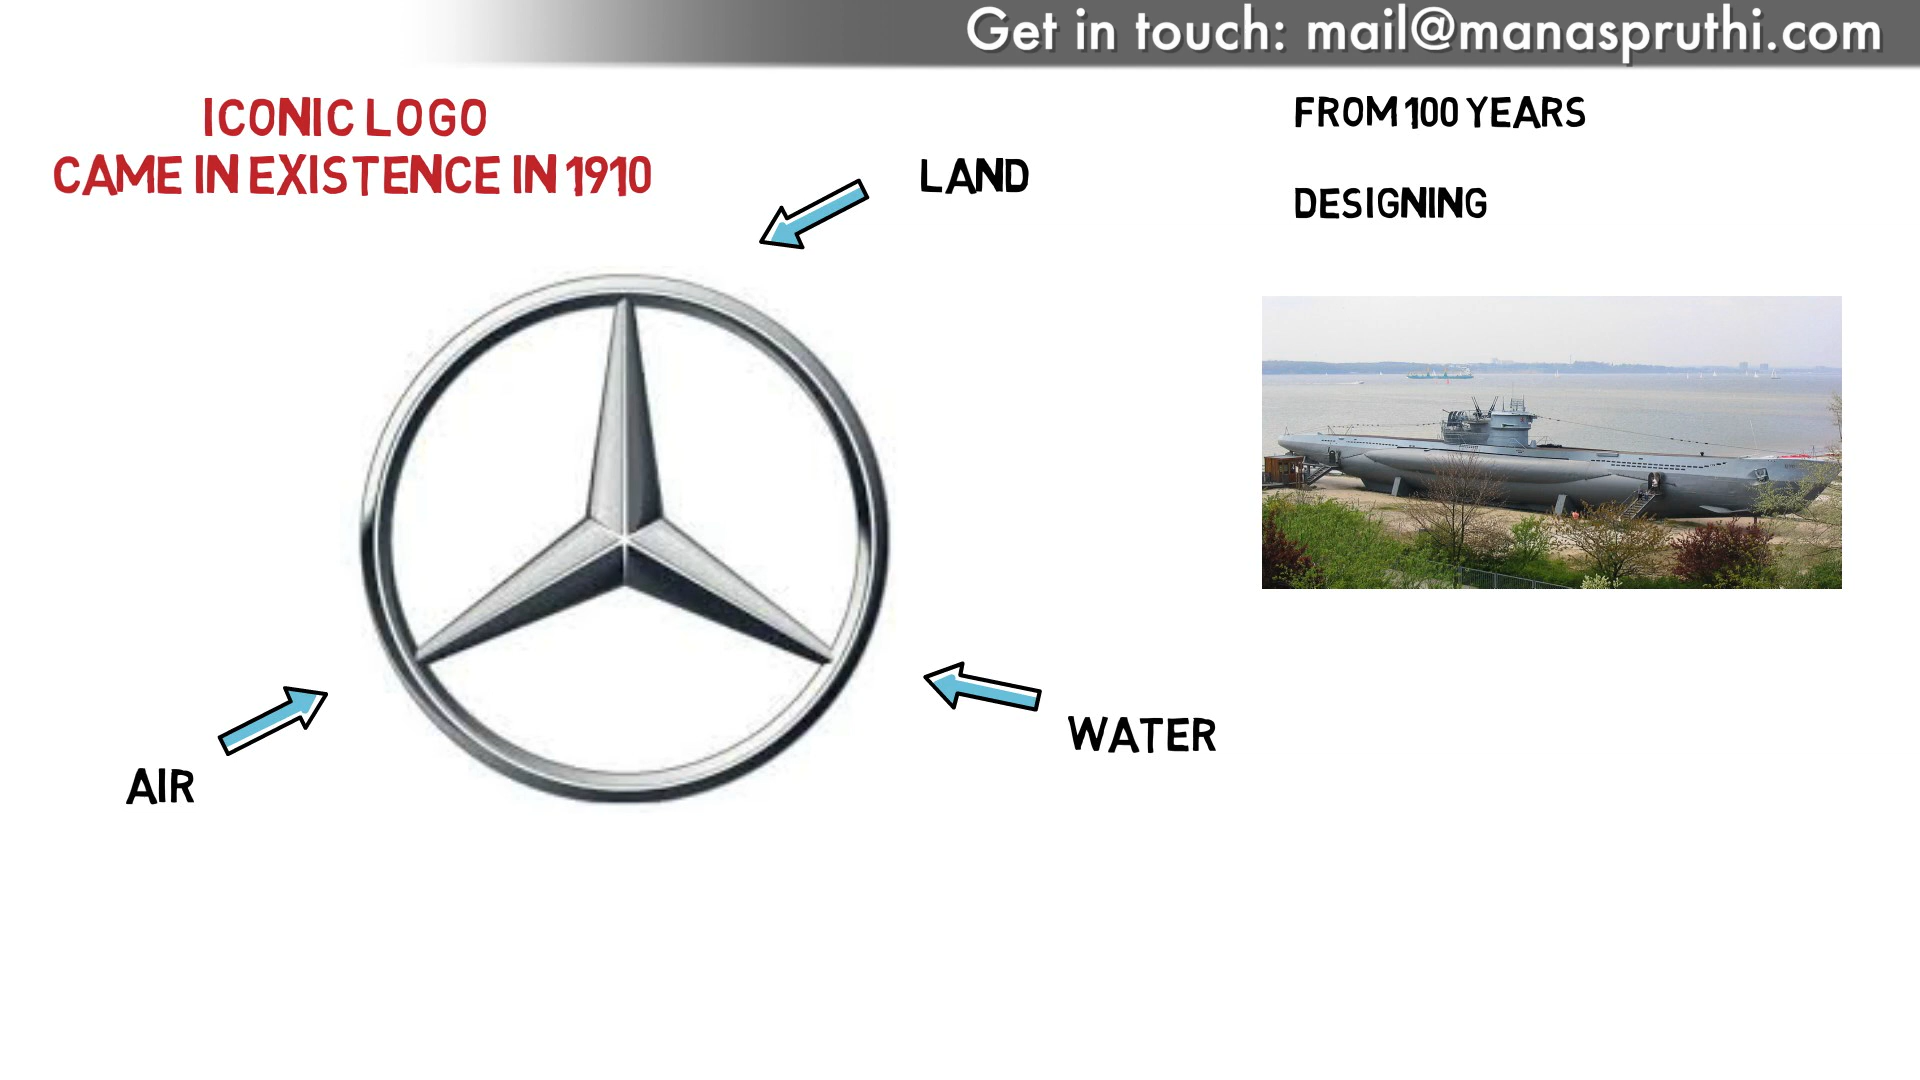 Get in touch: mail@manaspruthi.com
ICONIC LOGO
CAME IN EXISTENCE IN 1910
LAND
AIR
WATER
FROM 100 YEARS
DESIGNING